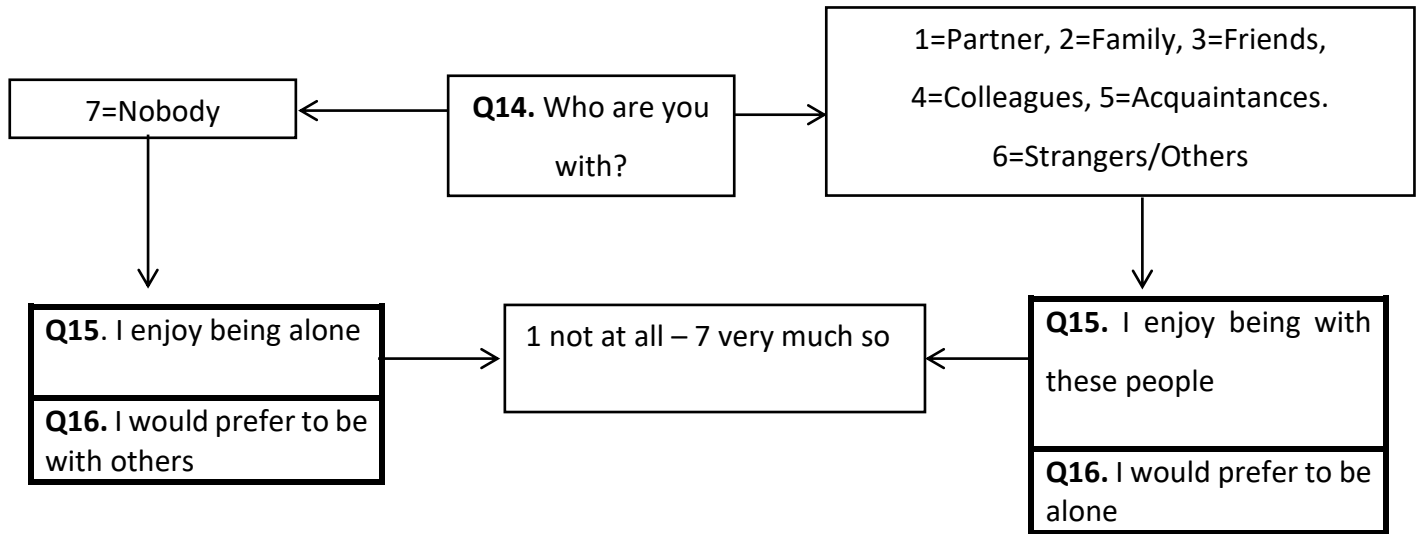 1=Partner, 2=Family, 3=Friends,
4=Colleagues, 5=Acquaintances.
6=Strangers/Others
7=Nobody
Q14. Who are you
with?
Q15. I enjoy being alone
Q16. I would prefer to be
with others
1 not at all – 7 very much so
Q15. I enjoy being with
these people
Q16. I would prefer to be
alone